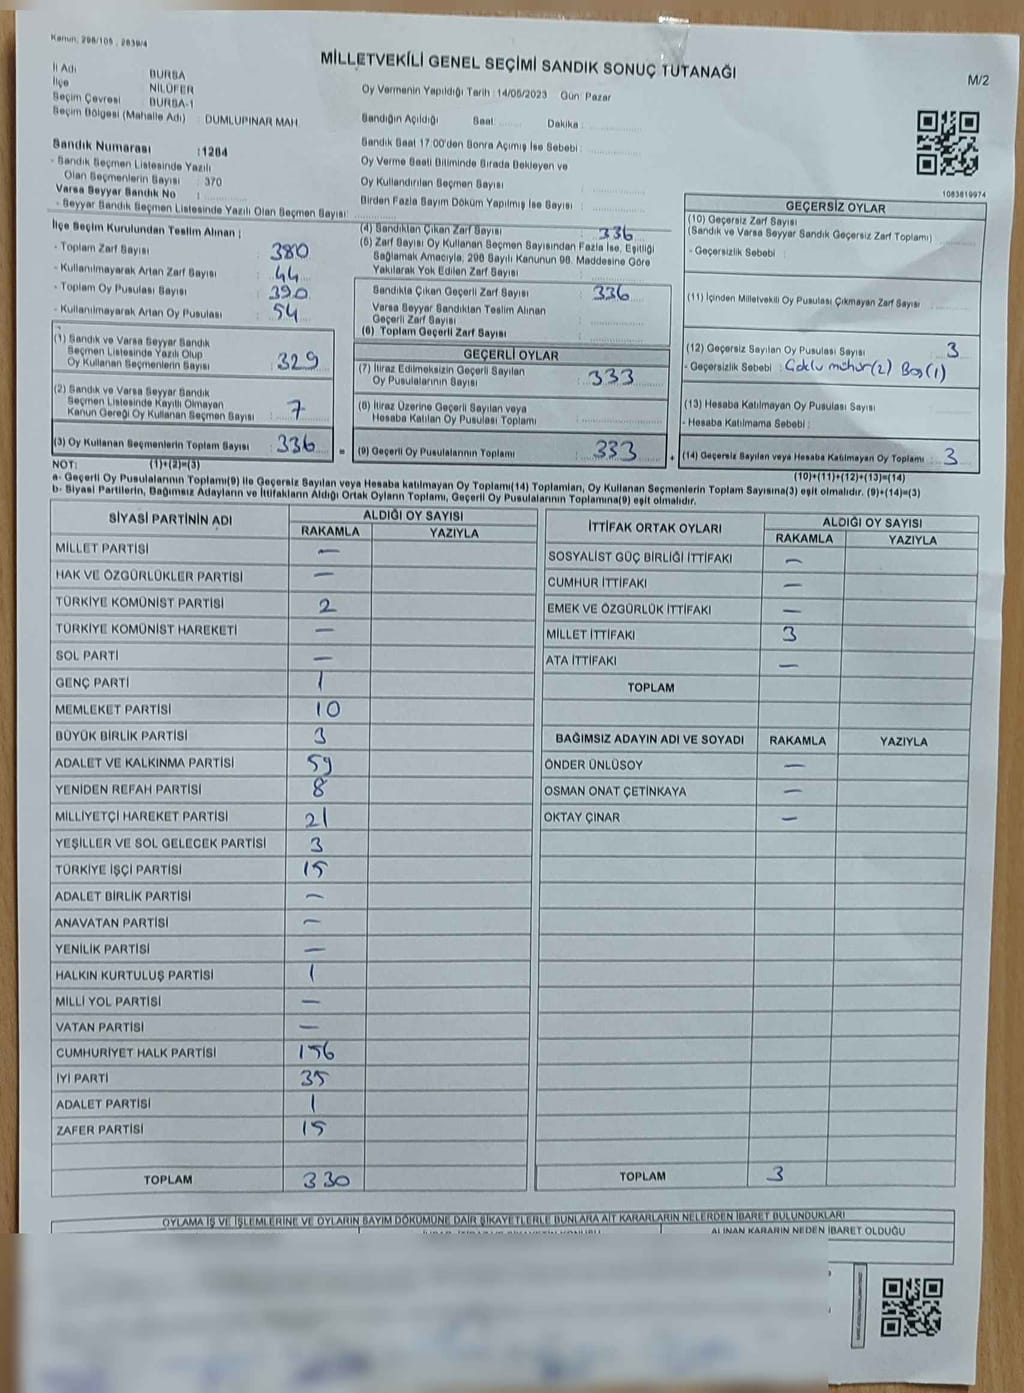 Kanun: 298/105 , 2839/4
MİLLETVEKİLİ GENEL SEÇİMİ SANDIK SONUÇ TUTANAĞI
M/2
İl Adı : BURSA
İlçe : NİLÜFER
Seçim Çevresi : BURSA-1
Seçim Bölgesi (Mahalle Adı) : DUMLUPINAR MAH.
Sandık Numarası : 1284
- Sandık Seçmen Listesinde Yazılı
Olan Seçmenlerin Sayısı : 370
Varsa Seyyar Sandık No :
- Seyyar Sandık Seçmen Listesinde Yazılı Olan Seçmen Sayısı:
Oy Vermenin Yapıldığı Tarih :14/05/2023 Gün: Pazar
Sandığın Açıldığı Saat: Dakika :
Sandık Saat 17:00'den Sonra Açımış İse Sebebi :
Oy Verme Saati Bitiminde Sırada Bekleyen ve
Oy Kullandırılan Seçmen Sayısı :
Birden Fazla Sayım Döküm Yapılmış İse Sayısı :
1083819974
İlçe Seçim Kurulundan Teslim Alınan :
- Toplam Zarf Sayısı : 380
- Kullanılmayarak Artan Zarf Sayısı : 44
- Toplam Oy Pusulası Sayısı : 390
- Kullanılmayarak Artan Oy Pusulası : 54
(4) Sandıktan Çıkan Zarf Sayısı : 336
(5) Zarf Sayısı Oy Kullanan Seçmen Sayısından Fazla İse, Eşitliği
Sağlamak Amacıyla, 298 Sayılı Kanunun 98. Maddesine Göre
Yakılarak Yok Edilen Zarf Sayısı :
Sandıkta Çıkan Geçerli Zarf Sayısı : 336
Varsa Seyyar Sandıktan Teslim Alınan
Geçerli Zarf Sayısı :
(6) Toplam Geçerli Zarf Sayısı :
GEÇERSİZ OYLAR
(10) Geçersiz Zarf Sayısı
(Sandık ve Varsa Seyyar Sandık Geçersiz Zarf Toplamı) :
- Geçersizlik Sebebi :
(11) İçinden Milletvekili Oy Pusulası Çıkmayan Zarf Sayısı :
(12) Geçersiz Sayılan Oy Pusulası Sayısı : 3
- Geçersizlik Sebebi : Çoklu mühür(2) Boş(1)
(13) Hesaba Katılmayan Oy Pusulası Sayısı :
- Hesaba Katılmama Sebebi :
(1) Sandık ve Varsa Seyyar Sandık
Seçmen Listesinde Yazılı Olup
Oy Kullanan Seçmenlerin Sayısı : 329
(2) Sandık ve Varsa Seyyar Sandık
Seçmen Listesinde Kayıtlı Olmayan
Kanun Gereği Oy Kullanan Seçmen Sayısı : 7
GEÇERLİ OYLAR
(7) İtiraz Edilmeksizin Geçerli Sayılan
Oy Pusulalarının Sayısı : 333
(8) İtiraz Üzerine Geçerli Sayılan veya
Hesaba Katılan Oy Pusulası Toplamı :
(3) Oy Kullanan Seçmenlerin Toplam Sayısı : 336 = (9) Geçerli Oy Pusulalarının Toplamı : 333 + (14) Geçersiz Sayılan veya Hesaba Katılmayan Oy Toplamı : 3
NOT: (1)+(2)=(3) (10)+(11)+(12)+(13)=(14)
a- Geçerli Oy Pusulalarının Toplamı(9) ile Geçersiz Sayılan veya Hesaba katılmayan Oy Toplamı(14) Toplamları, Oy Kullanan Seçmenlerin Toplam Sayısına(3) eşit olmalıdır. (9)+(14)=(3)
b- Siyasi Partilerin, Bağımsız Adayların ve İttifakların Aldığı Ortak Oyların Toplamı, Geçerli Oy Pusulalarının Toplamına(9) eşit olmalıdır.
SİYASİ PARTİNİN ADI ALDIĞI OY SAYISI
RAKAMLA YAZIYLA
MİLLET PARTİSİ —
HAK VE ÖZGÜRLÜKLER PARTİSİ —
TÜRKİYE KOMÜNİST PARTİSİ 2
TÜRKİYE KOMÜNİST HAREKETİ —
SOL PARTİ —
GENÇ PARTİ 1
MEMLEKET PARTİSİ 10
BÜYÜK BİRLİK PARTİSİ 3
ADALET VE KALKINMA PARTİSİ 59
YENİDEN REFAH PARTİSİ 8
MİLLİYETÇİ HAREKET PARTİSİ 21
YEŞİLLER VE SOL GELECEK PARTİSİ 3
TÜRKİYE İŞÇİ PARTİSİ 15
ADALET BİRLİK PARTİSİ —
ANAVATAN PARTİSİ —
YENİLİK PARTİSİ —
HALKIN KURTULUŞ PARTİSİ 1
MİLLİ YOL PARTİSİ —
VATAN PARTİSİ —
CUMHURİYET HALK PARTİSİ 156
İYİ PARTİ 35
ADALET PARTİSİ 1
ZAFER PARTİSİ 15
TOPLAM 330
İTTİFAK ORTAK OYLARI ALDIĞI OY SAYISI
RAKAMLA YAZIYLA
SOSYALİST GÜÇ BİRLİĞİ İTTİFAKI —
CUMHUR İTTİFAKI —
EMEK VE ÖZGÜRLÜK İTTİFAKI —
MİLLET İTTİFAKI 3
ATA İTTİFAKI —
TOPLAM
BAĞIMSIZ ADAYIN ADI VE SOYADI RAKAMLA YAZIYLA
ÖNDER ÜNLÜSOY —
OSMAN ONAT ÇETİNKAYA —
OKTAY ÇINAR —
TOPLAM 3
OYLAMA İŞ VE İŞLEMLERİNE VE OYLARIN SAYIM DÖKÜMÜNE DAİR ŞİKAYETLERLE BUNLARA AİT KARARLARIN NELERDEN İBARET BULUNDUKLARI
ALINAN KARARIN NEDEN İBARET OLDUĞU